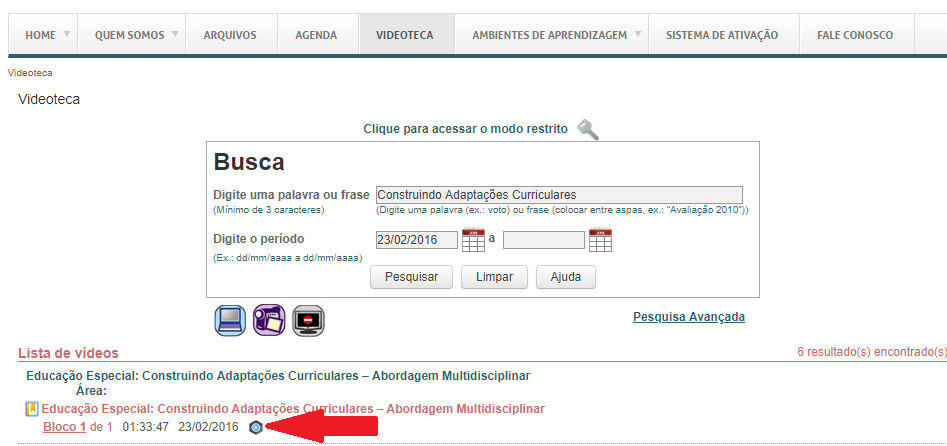 HOME QUEM SOMOS ARQUIVOS AGENDA VIDEOTECA AMBIENTES DE APRENDIZAGEM SISTEMA DE ATIVAÇÃO FALE CONOSCO
Videoteca
Videoteca
Clique para acessar o modo restrito
Busca
Digite uma palavra ou frase Construindo Adaptações Curriculares
(Mínimo de 3 caracteres) (Digite uma palavra (ex.: voto) ou frase (colocar entre aspas, ex.: "Avaliação 2010"))
Digite o período 23/02/2016 a
(Ex.: dd/mm/aaaa a dd/mm/aaaa)
Pesquisar Limpar Ajuda
Pesquisa Avançada
Lista de vídeos 6 resultado(s) encontrado(s)
Educação Especial: Construindo Adaptações Curriculares – Abordagem Multidisciplinar
Área:
Educação Especial: Construindo Adaptações Curriculares – Abordagem Multidisciplinar
Bloco 1 de 1 01:33:47 23/02/2016